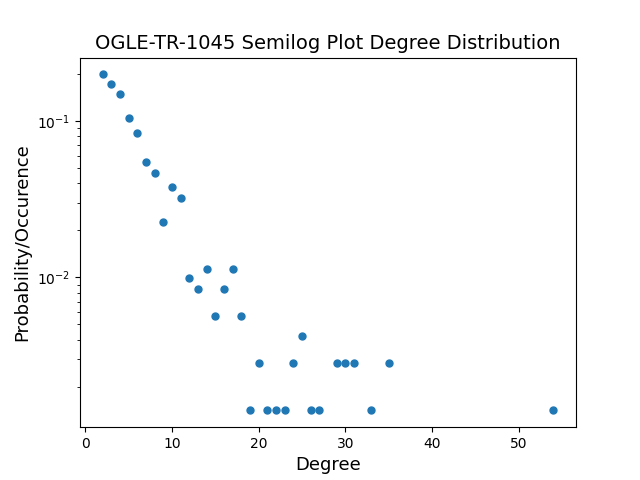 OGLE-TR-1045 Semilog Plot Degree Distribution
Probability/Occurence
10⁻¹
10⁻²
0 10 20 30 40 50
Degree